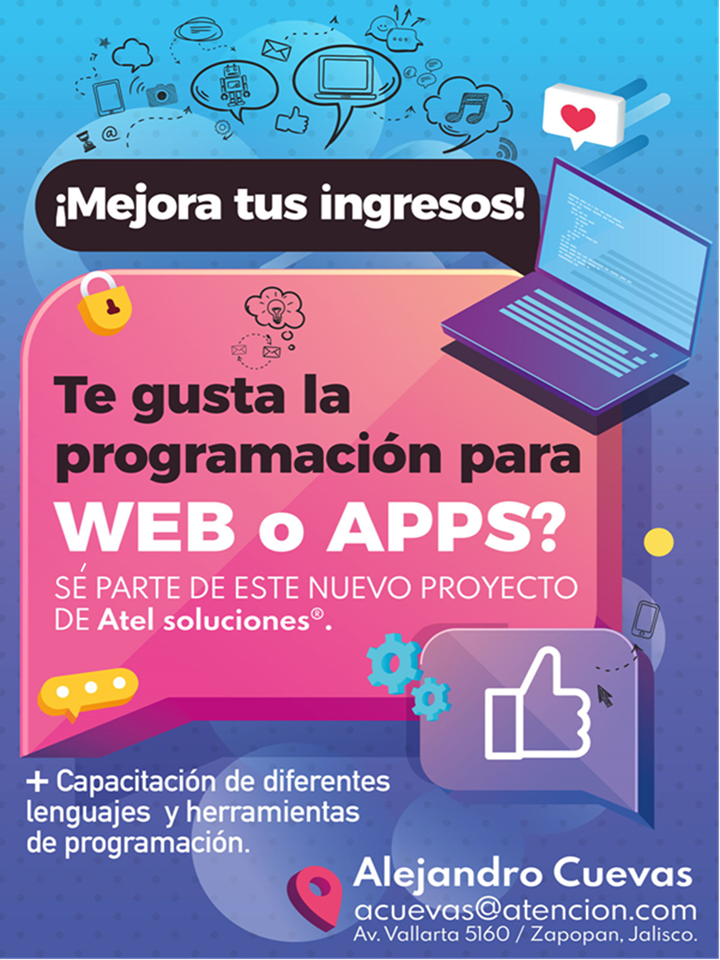 ¡Mejora tus ingresos!
Te gusta la
programación para
WEB o APPS?
SÉ PARTE DE ESTE NUEVO PROYECTO
DE Atel soluciones®.
+ Capacitación de diferentes
lenguajes y herramientas
de programación.
Alejandro Cuevas
acuevas@atencion.com
Av. Vallarta 5160 / Zapopan, Jalisco.